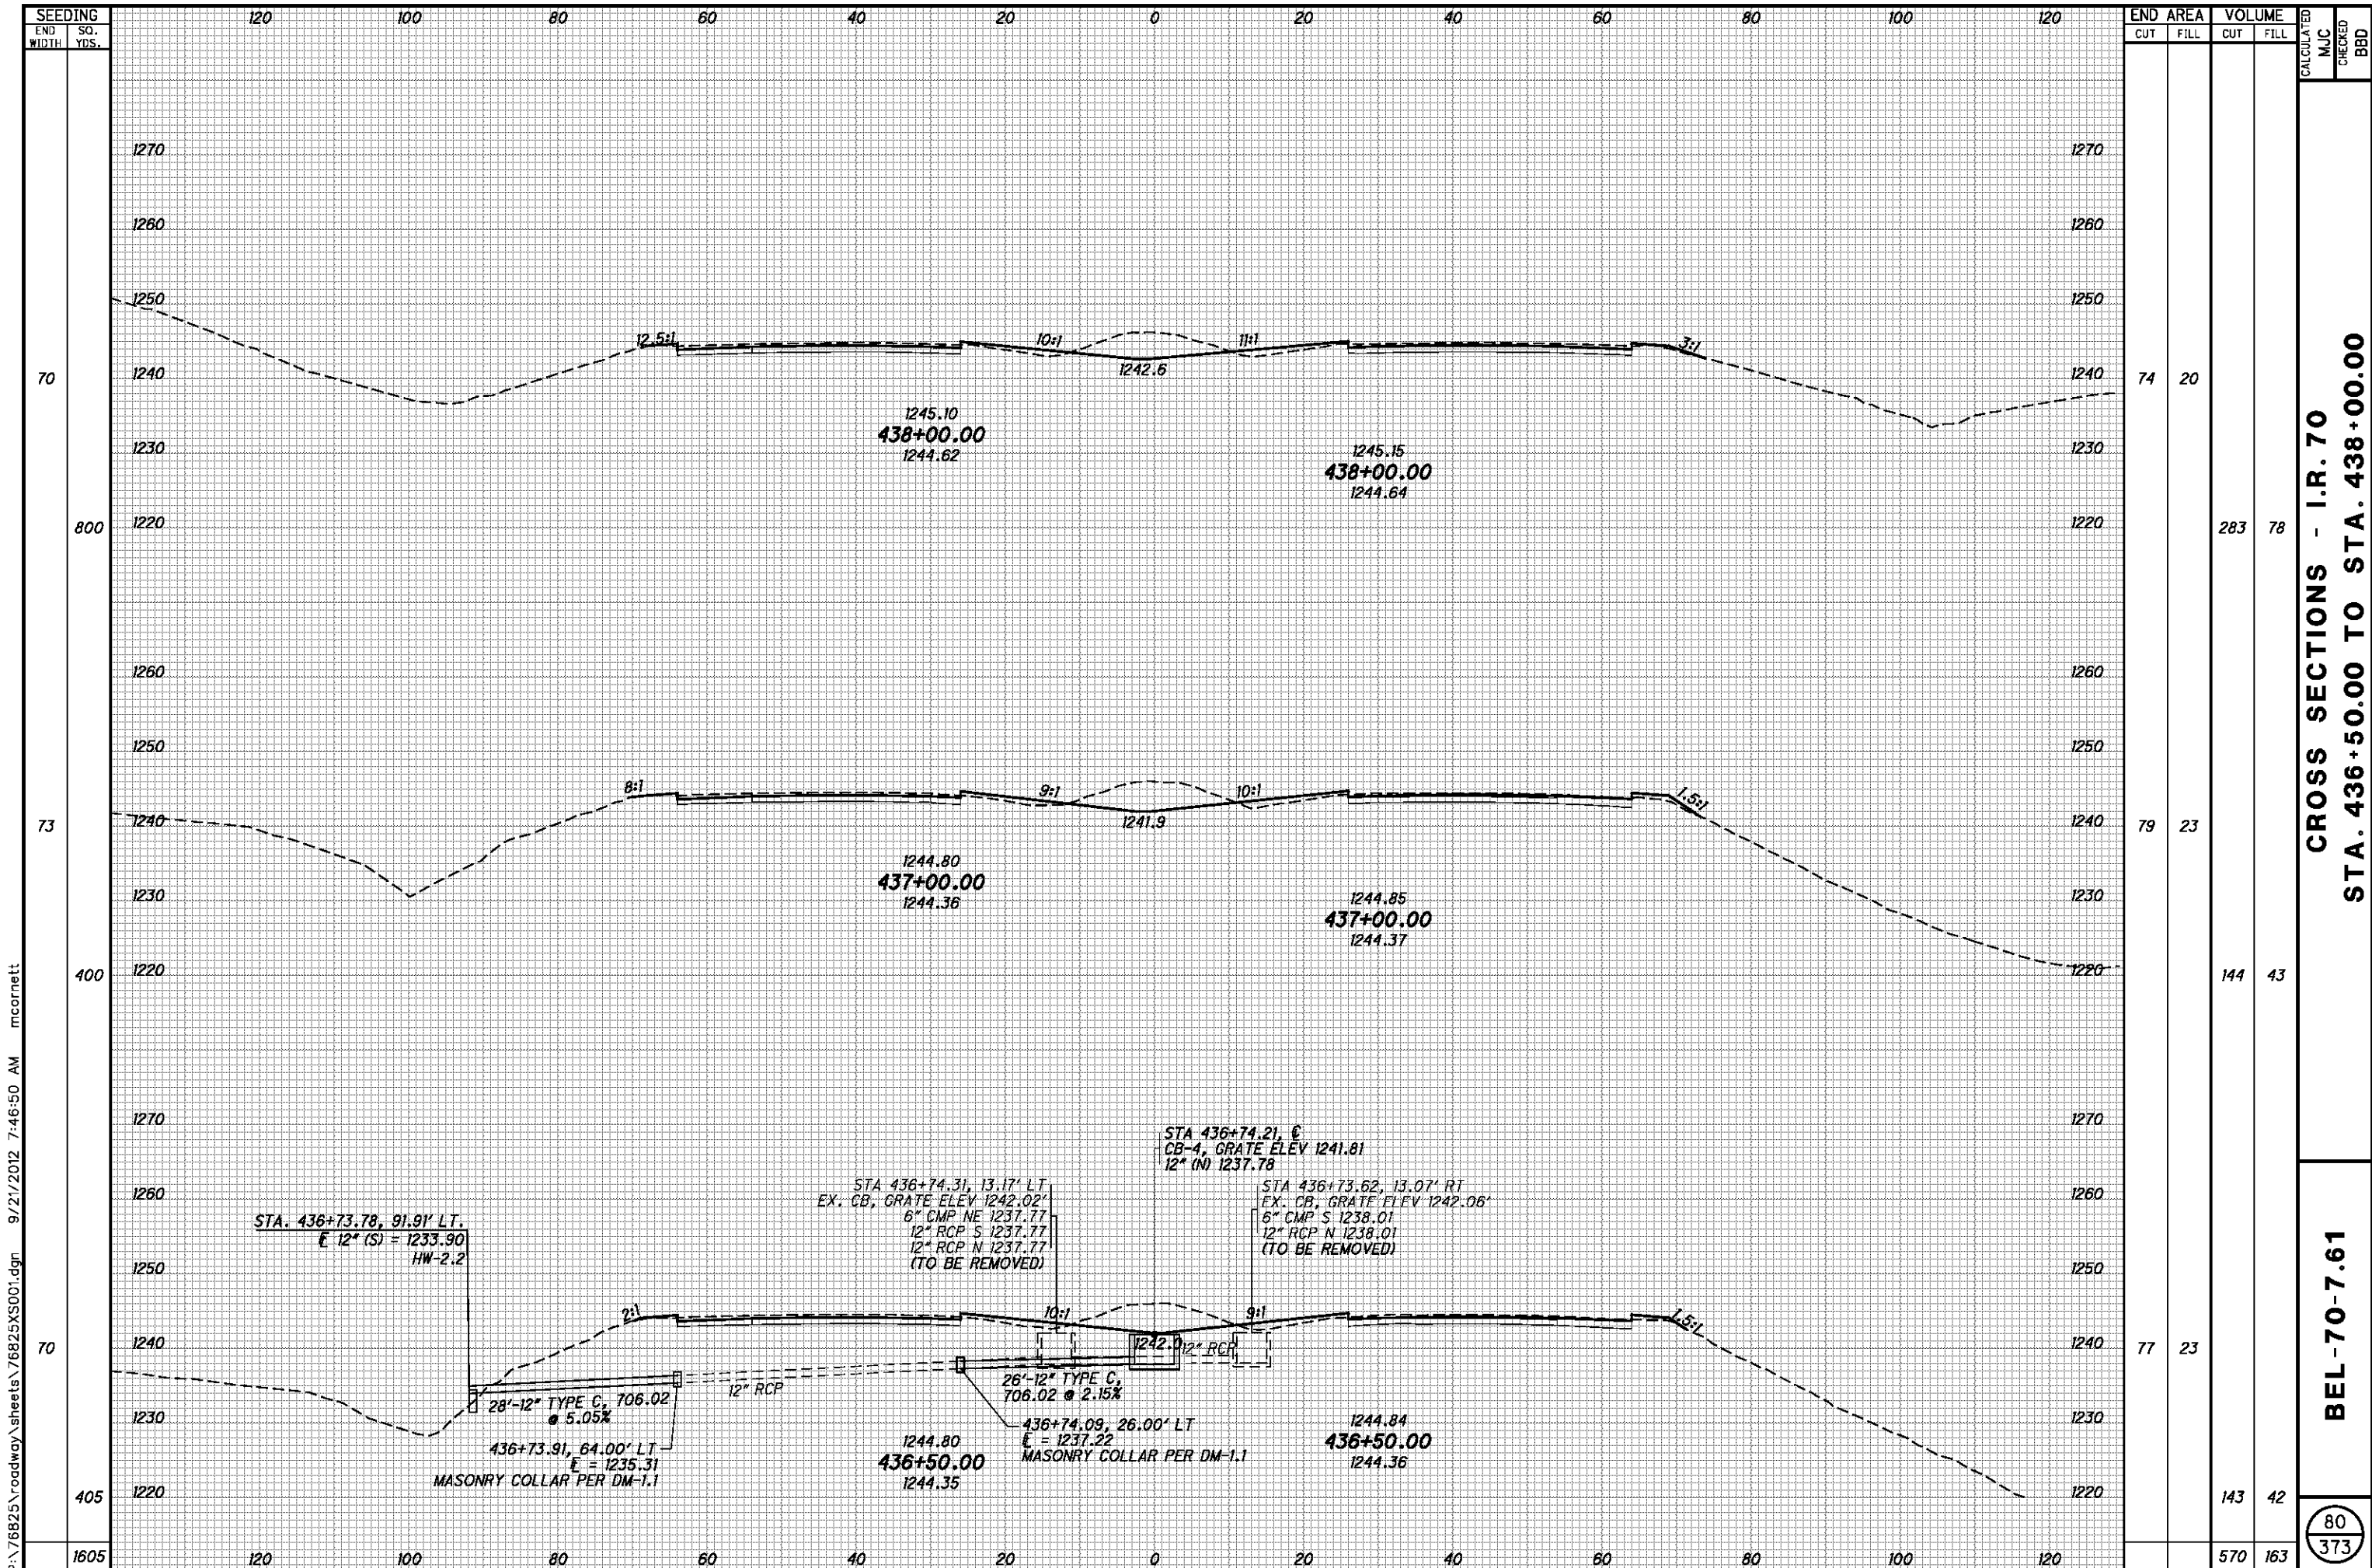 SEEDING
END WIDTH
SQ. YDS.
120 100 80 60 40 20 0 20 40 60 80 100 120
END AREA
VOLUME
CUT FILL CUT FILL
CALCULATED
MJC
CHECKED
BBD
1270 1270
1260 1260
1250 1250
12.5:1 10:1 11:1 3:1
1242.6
70 1240 1240 74 20
1245.10
438+00.00
1244.62
1245.15
438+00.00
1244.64
1230 1230
800 1220 1220 283 78
1260 1260
1250 1250
8:1 9:1 10:1 1.5:1
1241.9
73 1240 1240 79 23
1244.80
437+00.00
1244.36
1244.85
437+00.00
1244.37
1230 1230
400 1220 1220 144 43
1270 1270
STA 436+74.21, ℄
CB-4, GRATE ELEV 1241.81
12" (N) 1237.78
1260 1260
STA 436+74.31, 13.17' LT
EX. CB, GRATE ELEV 1242.02'
6" CMP NE 1237.77
12" RCP S 1237.77
12" RCP N 1237.77
(TO BE REMOVED)
STA 436+73.62, 13.07' RT
EX. CB, GRATE ELEV 1242.06'
6" CMP S 1238.01
12" RCP N 1238.01
(TO BE REMOVED)
STA. 436+73.78, 91.91' LT.
12" (S) = 1233.90
HW-2.2
1250 1250
2:1 10:1 9:1 1.5:1
1242.0
12" RCP
70 1240 1240 77 23
12" RCP
28'-12" TYPE C, 706.02
@ 5.05%
26'-12" TYPE C,
706.02 @ 2.15%
1230 1230
436+73.91, 64.00' LT
= 1235.31
MASONRY COLLAR PER DM-1.1
436+74.09, 26.00' LT
= 1237.22
MASONRY COLLAR PER DM-1.1
1244.80
436+50.00
1244.35
1244.84
436+50.00
1244.36
405 1220 1220 143 42
1605
120 100 80 60 40 20 0 20 40 60 80 100 120
570 163
CROSS SECTIONS - I.R. 70
STA. 436+50.00 TO STA. 438+00.00
BEL-70-7.61
80
373
\76825\roadway\sheets\76825XS001.dgn 9/21/2012 7:46:50 AM mcornett